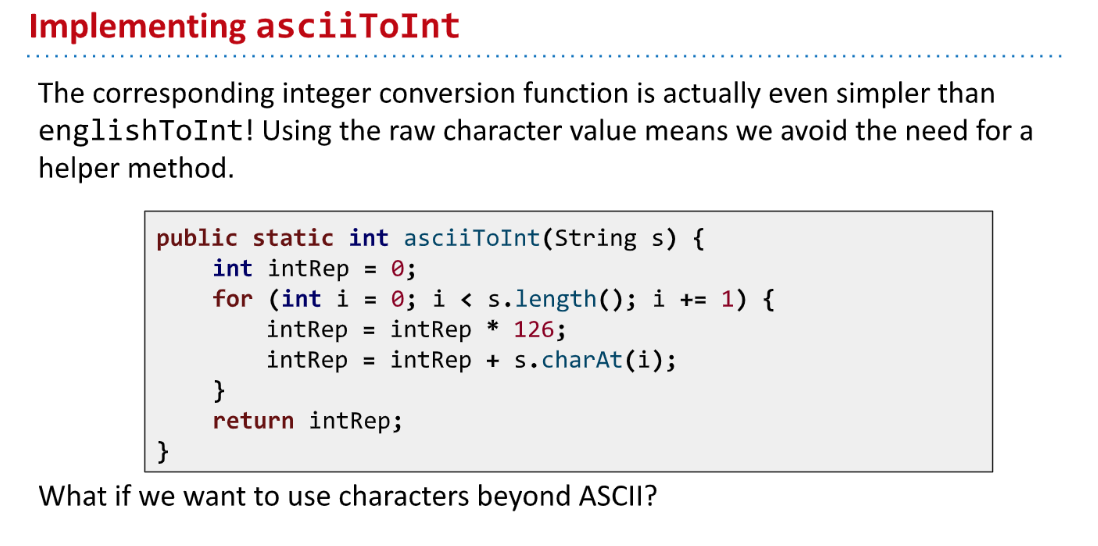 Implementing asciiToInt
The corresponding integer conversion function is actually even simpler than
englishToInt! Using the raw character value means we avoid the need for a
helper method.
public static int asciiToInt(String s) {
    int intRep = 0;
    for (int i = 0; i < s.length(); i += 1) {
        intRep = intRep * 126;
        intRep = intRep + s.charAt(i);
    }
    return intRep;
}
What if we want to use characters beyond ASCII?